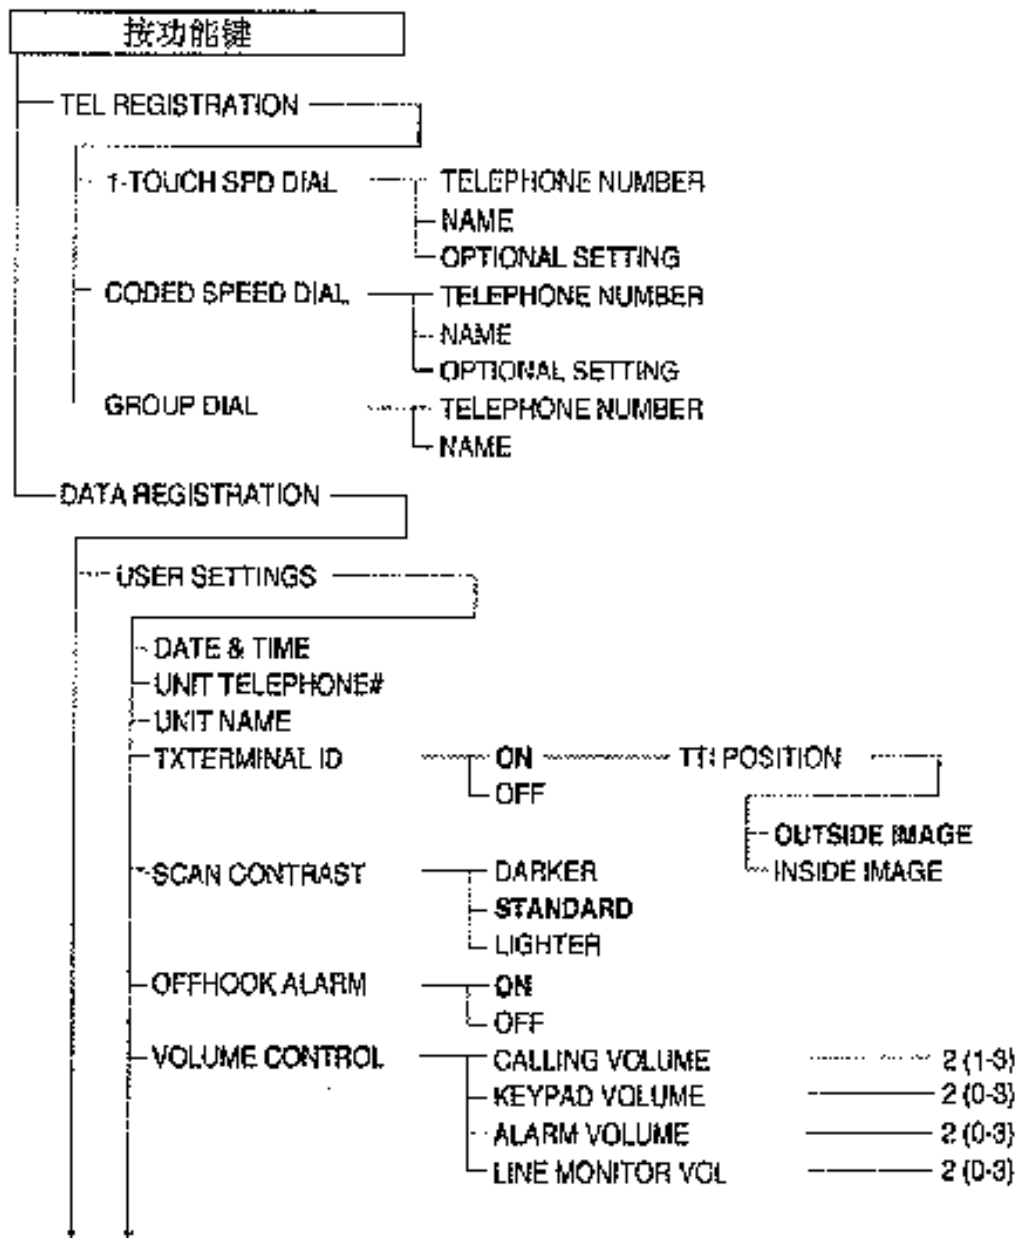 按功能键
TEL REGISTRATION
1-TOUCH SPD DIAL TELEPHONE NUMBER
NAME
OPTIONAL SETTING
CODED SPEED DIAL TELEPHONE NUMBER
NAME
OPTIONAL SETTING
GROUP DIAL TELEPHONE NUMBER
NAME
DATA REGISTRATION
USER SETTINGS
DATE & TIME
UNIT TELEPHONE#
UNIT NAME
TXTERMINAL ID ON TTI POSITION
OFF
OUTSIDE IMAGE
SCAN CONTRAST DARKER INSIDE IMAGE
STANDARD
LIGHTER
OFFHOOK ALARM ON
OFF
VOLUME CONTROL CALLING VOLUME 2 (1-3)
KEYPAD VOLUME 2 (0-3)
ALARM VOLUME 2 (0-3)
LINE MONITOR VOL 2 (0-3)